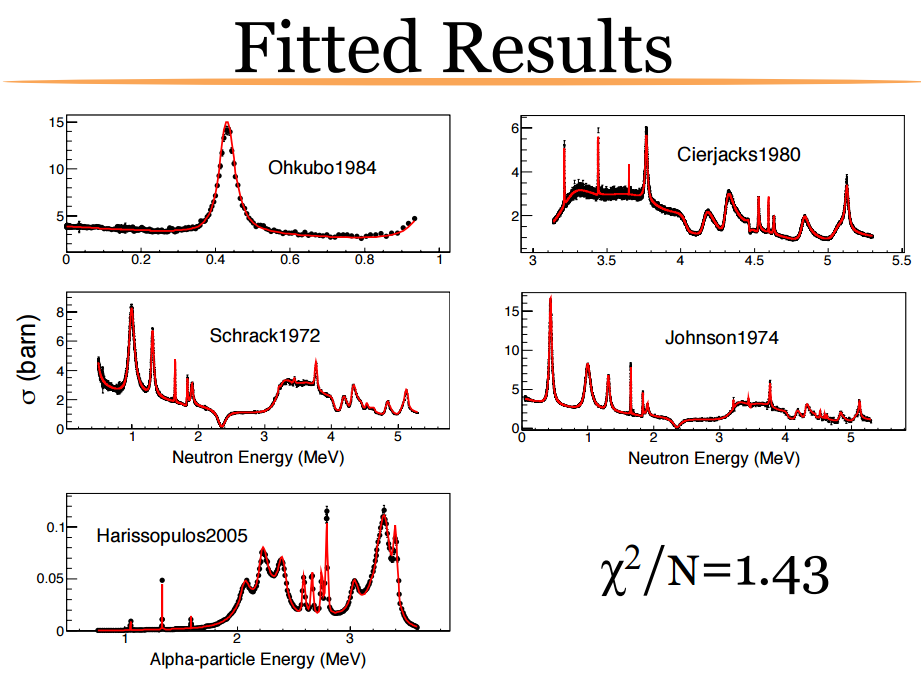 Fitted Results
15
10
5
Ohkubo1984
0 0.2 0.4 0.6 0.8 1
6
4
2
Cierjacks1980
3 3.5 4 4.5 5 5.5
σ (barn)
8
6
4
2
0
Schrack1972
1 2 3 4 5
Neutron Energy (MeV)
15
10
5
0
Johnson1974
0 1 2 3 4 5
Neutron Energy (MeV)
0.1
0.05
0
Harissopulos2005
1 2 3
Alpha-particle Energy (MeV)
χ²/N=1.43